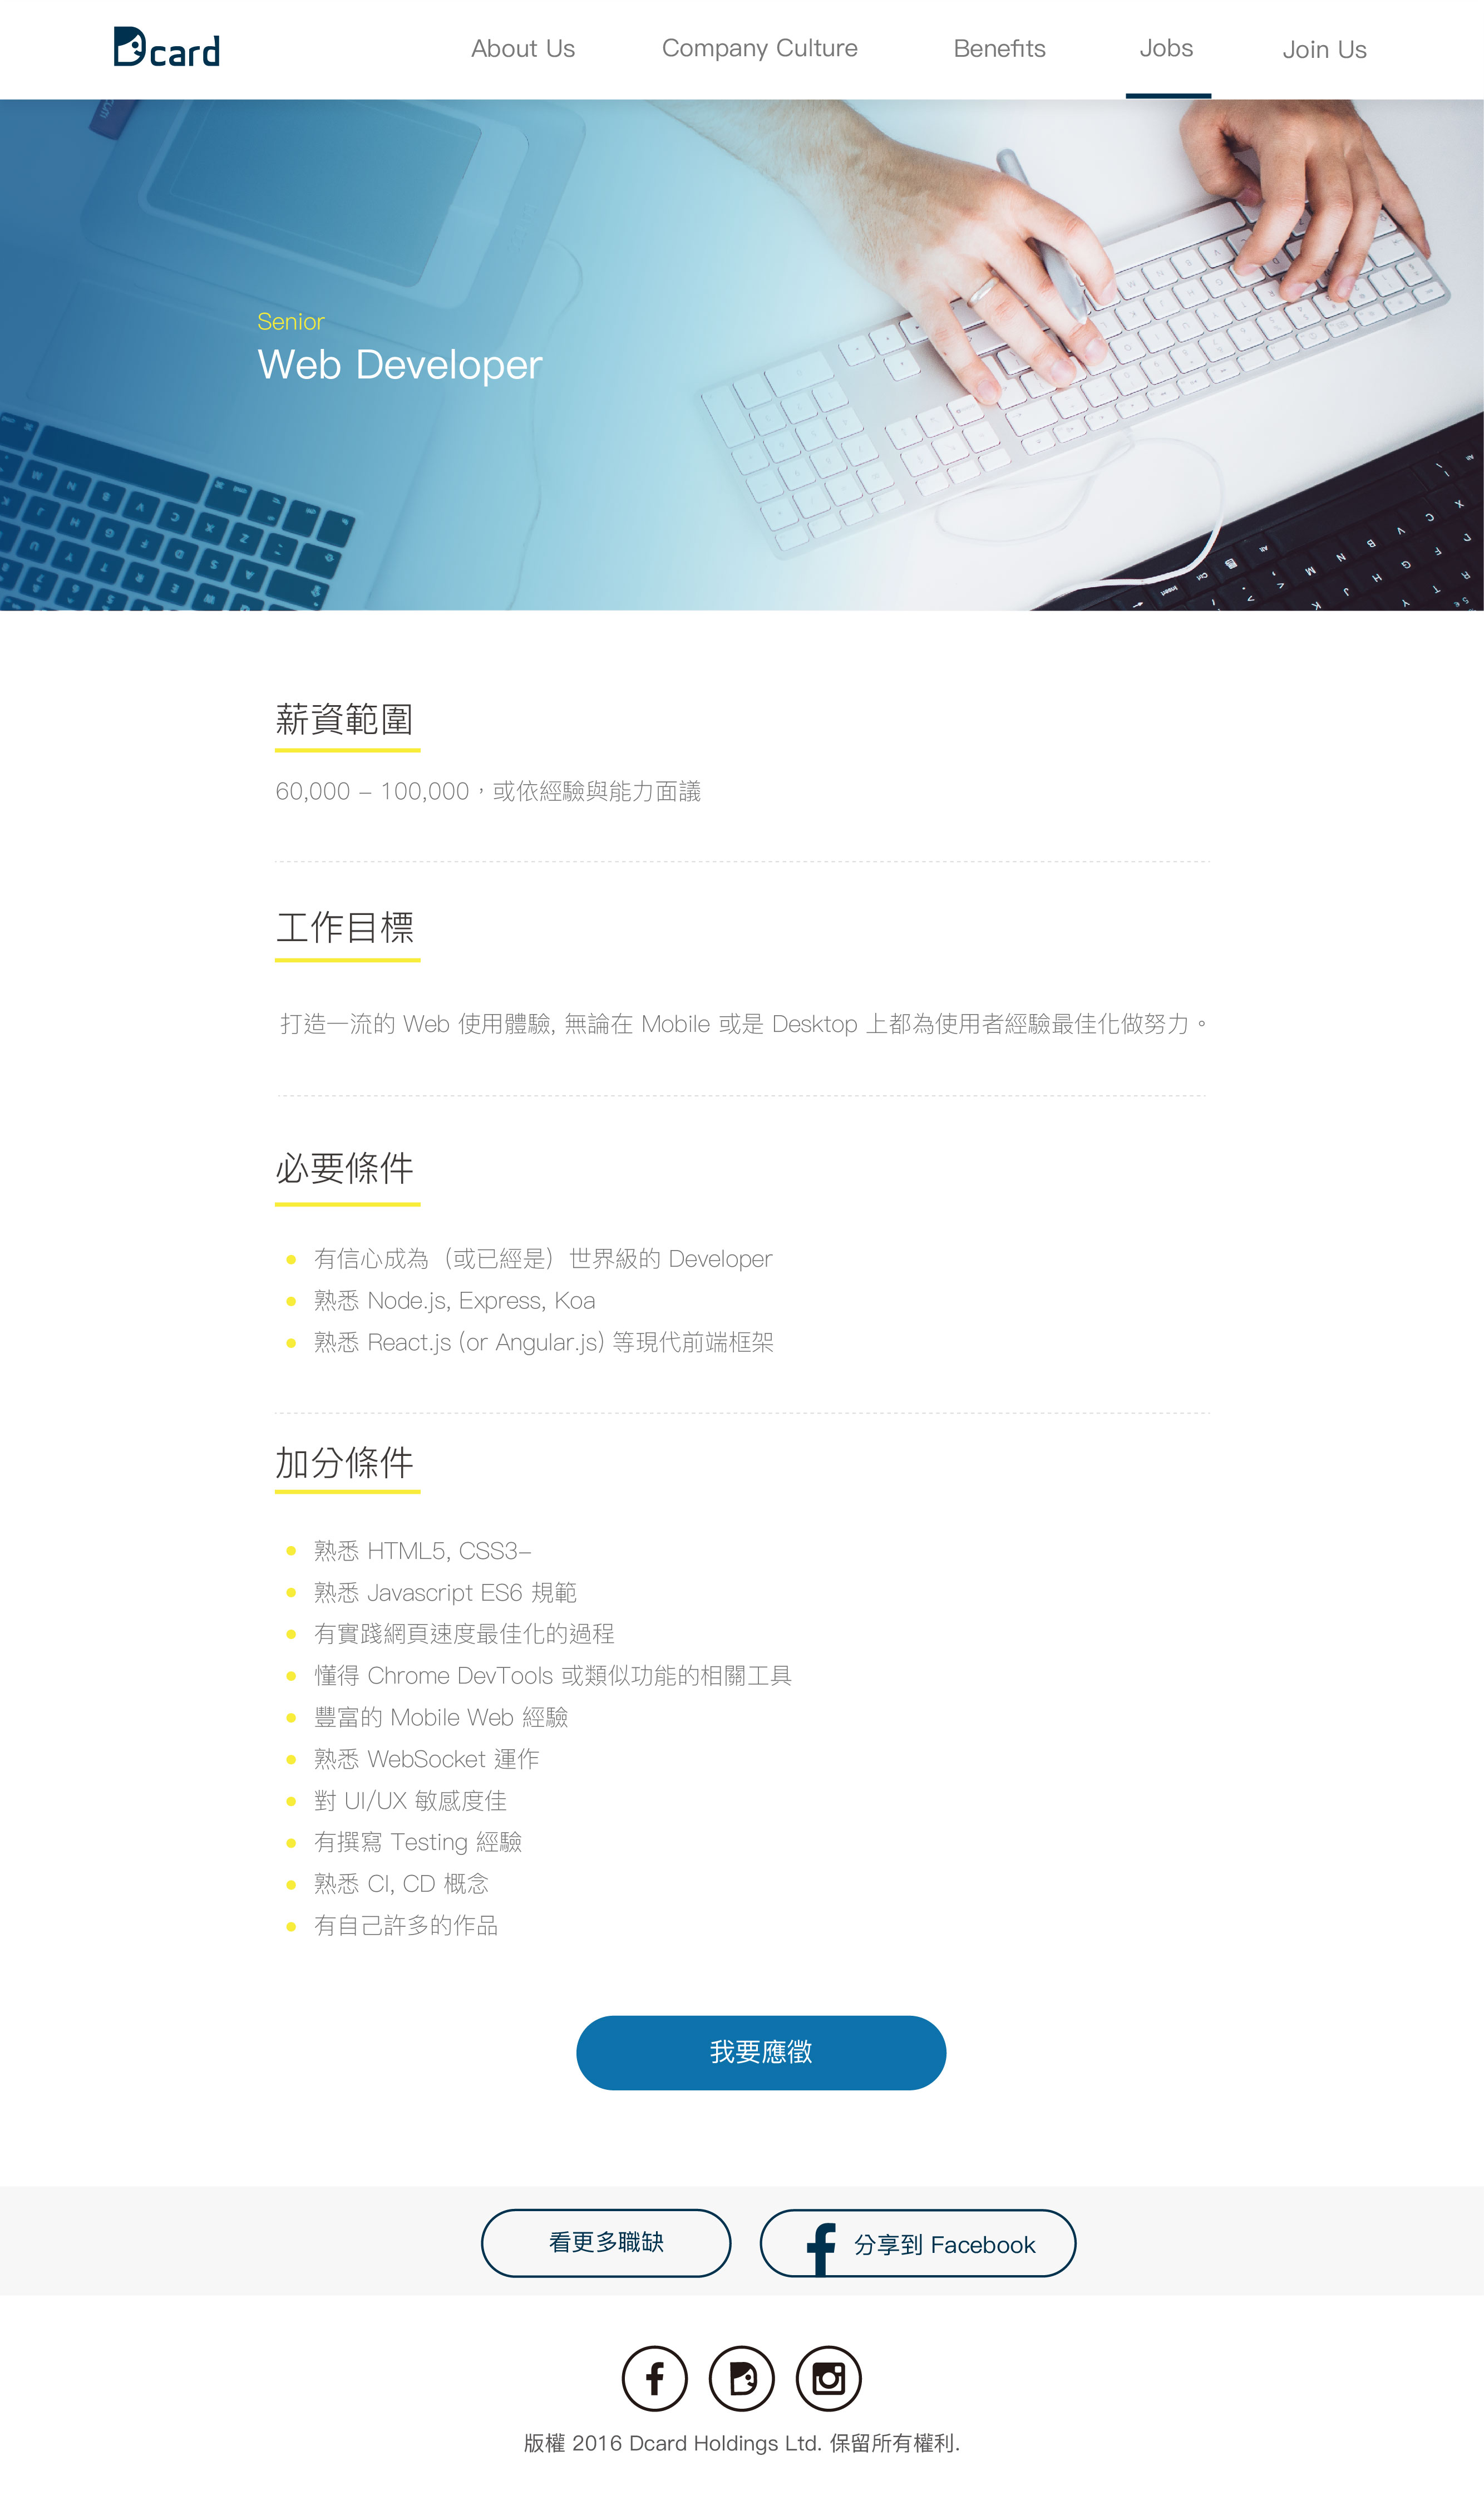 Dcard
About Us
Company Culture
Benefits
Jobs
Join Us
Senior
Web Developer
薪資範圍
60,000 – 100,000，或依經驗與能力面議
工作目標
打造一流的 Web 使用體驗, 無論在 Mobile 或是 Desktop 上都為使用者經驗最佳化做努力。
必要條件
有信心成為（或已經是）世界級的 Developer
熟悉 Node.js, Express, Koa
熟悉 React.js (or Angular.js) 等現代前端框架
加分條件
熟悉 HTML5, CSS3–
熟悉 Javascript ES6 規範
有實踐網頁速度最佳化的過程
懂得 Chrome DevTools 或類似功能的相關工具
豐富的 Mobile Web 經驗
熟悉 WebSocket 運作
對 UI/UX 敏感度佳
有撰寫 Testing 經驗
熟悉 CI, CD 概念
有自己許多的作品
我要應徵
看更多職缺
分享到 Facebook
版權 2016 Dcard Holdings Ltd. 保留所有權利.